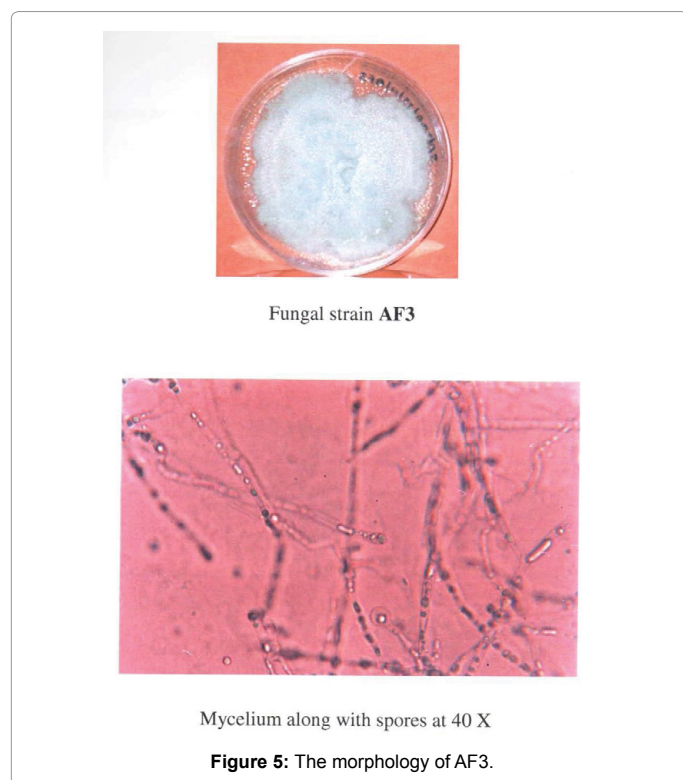 Fungal strain AF3
Mycelium along with spores at 40 X
Figure 5: The morphology of AF3.